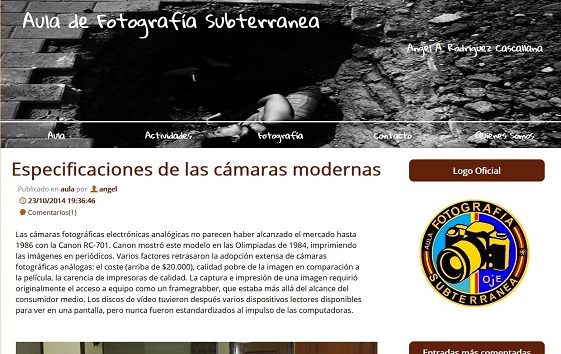 Aula de Fotografía Subterranea
Angel A. Rodriguez Cascallana
Aula Actividades Fotografía Contacto Quienes Somos
Especificaciones de las cámaras modernas
Publicado en aula por angel
23/10/2014 19:36:46
Comentarios(1)
Las cámaras fotográficas electrónicas analógicas no parecen haber alcanzado el mercado hasta
1986 con la Canon RC-701. Canon mostró este modelo en las Olimpiadas de 1984, imprimiendo
las imágenes en periódicos. Varios factores retrasaron la adopción extensa de cámaras
fotográficas análogas: el coste (arriba de $20.000), calidad pobre de la imagen en comparación a
la película, la carencia de impresoras de calidad. La captura e impresión de una imagen requirió
originalmente el acceso a equipo como un framegrabber, que estaba más allá del alcance del
consumidor medio. Los discos de vídeo tuvieron después varios dispositivos lectores disponibles
para ver en una pantalla, pero nunca fueron estandardizados al impulso de las computadoras.
Logo Oficial
AULA FOTOGRAFIA
OJE
SUBTERRANEA
Entradas más comentadas